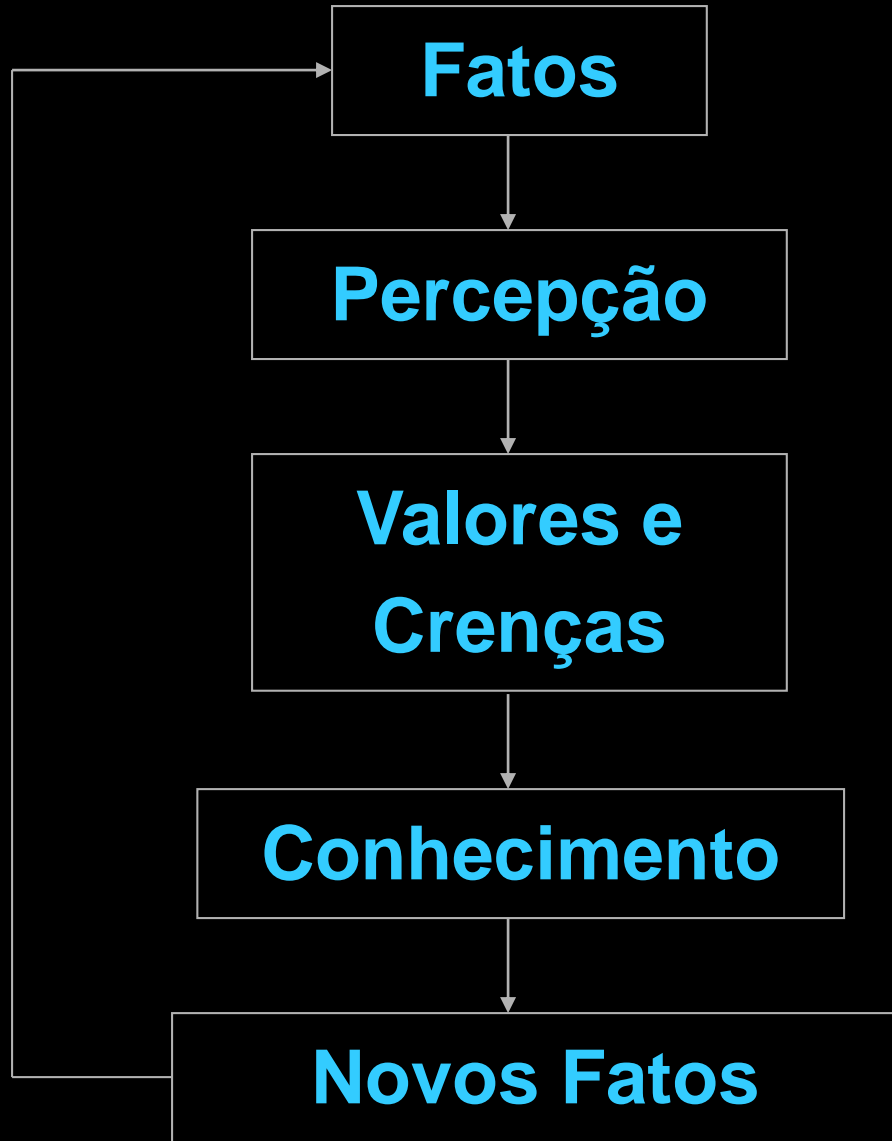 Fatos
Percepção
Valores e
Crenças
Conhecimento
Novos Fatos